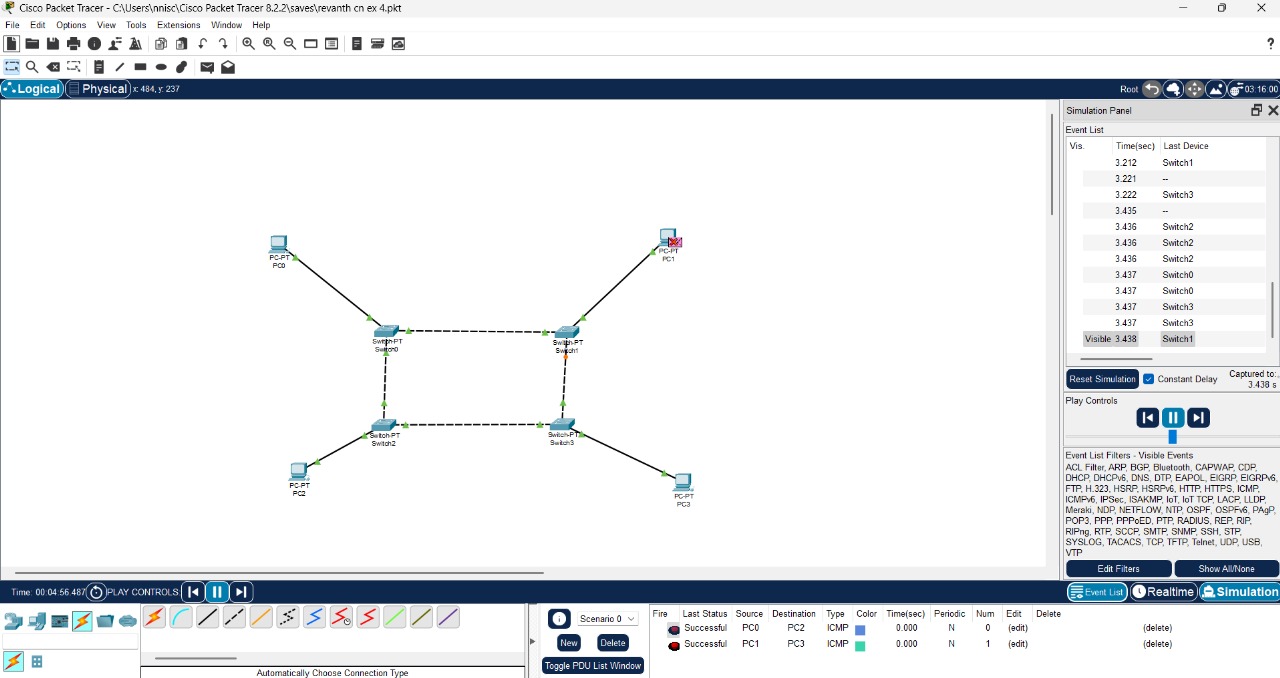 Cisco Packet Tracer - C:\Users\nnisc\Cisco Packet Tracer 8.2.2\saves\revanth cn ex 4.pkt
File Edit Options View Tools Extensions Window Help
?
Logical Physical x: 484, y: 237 Root 03:16:00
Simulation Panel
Event List
Vis. Time(sec) Last Device
3.212 Switch1
3.221 --
3.222 Switch3
3.435 --
3.436 Switch2
3.436 Switch2
3.436 Switch2
3.437 Switch0
3.437 Switch0
3.437 Switch3
3.437 Switch3
Visible 3.438 Switch1
Reset Simulation Constant Delay Captured to:
3.438 s
Play Controls
Event List Filters - Visible Events
ACL Filter, ARP, BGP, Bluetooth, CAPWAP, CDP,
DHCP, DHCPv6, DNS, DTP, EAPOL, EIGRP, EIGRPv6,
FTP, H.323, HSRP, HSRPv6, HTTP, HTTPS, ICMP,
ICMPv6, IPSec, ISAKMP, IoT, IoT TCP, LACP, LLDP,
Meraki, NDP, NETFLOW, NTP, OSPF, OSPFv6, PAgP,
POP3, PPP, PPPoED, PTP, RADIUS, REP, RIP,
RIPng, RTP, SCCP, SMTP, SNMP, SSH, STP,
SYSLOG, TACACS, TCP, TFTP, Telnet, UDP, USB,
VTP
Edit Filters Show All/None
PC-PT
PC0
PC-PT
PC1
Switch-PT
Switch0
Switch-PT
Switch1
Switch-PT
Switch2
Switch-PT
Switch3
PC-PT
PC2
PC-PT
PC3
Time: 00:04:56.487 PLAY CONTROLS: Event List Realtime Simulation
Scenario 0
New Delete
Toggle PDU List Window
Fire Last Status Source Destination Type Color Time(sec) Periodic Num Edit Delete
Successful PC0 PC2 ICMP 0.000 N 0 (edit) (delete)
Successful PC1 PC3 ICMP 0.000 N 1 (edit) (delete)
Automatically Choose Connection Type